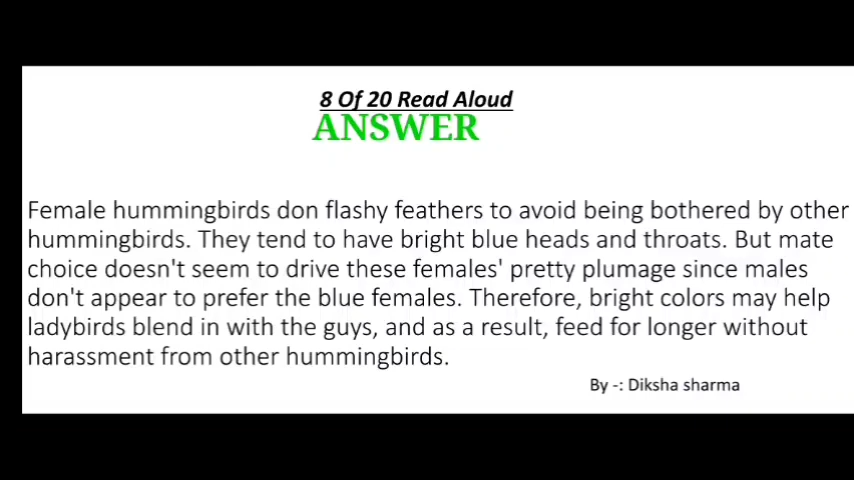 8 Of 20 Read Aloud
ANSWER
Female hummingbirds don flashy feathers to avoid being bothered by other
hummingbirds. They tend to have bright blue heads and throats. But mate
choice doesn't seem to drive these females' pretty plumage since males
don't appear to prefer the blue females. Therefore, bright colors may help
ladybirds blend in with the guys, and as a result, feed for longer without
harassment from other hummingbirds.
By -: Diksha sharma